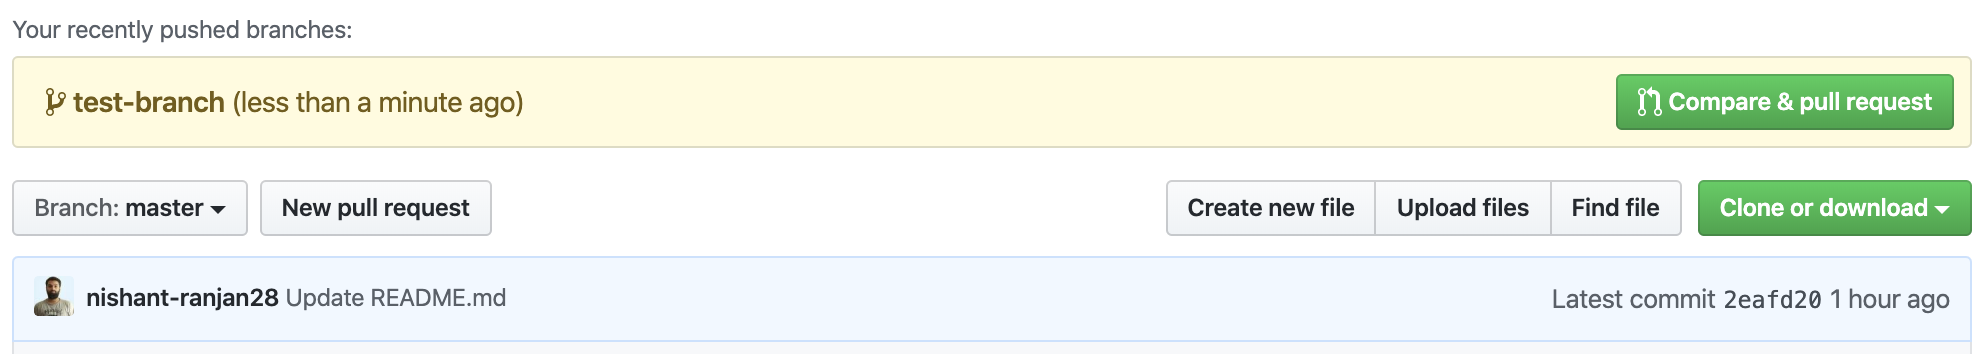 Your recently pushed branches:
test-branch (less than a minute ago)
Compare & pull request
Branch: master
New pull request
Create new file
Upload files
Find file
Clone or download
nishant-ranjan28 Update README.md
Latest commit 2eafd20 1 hour ago